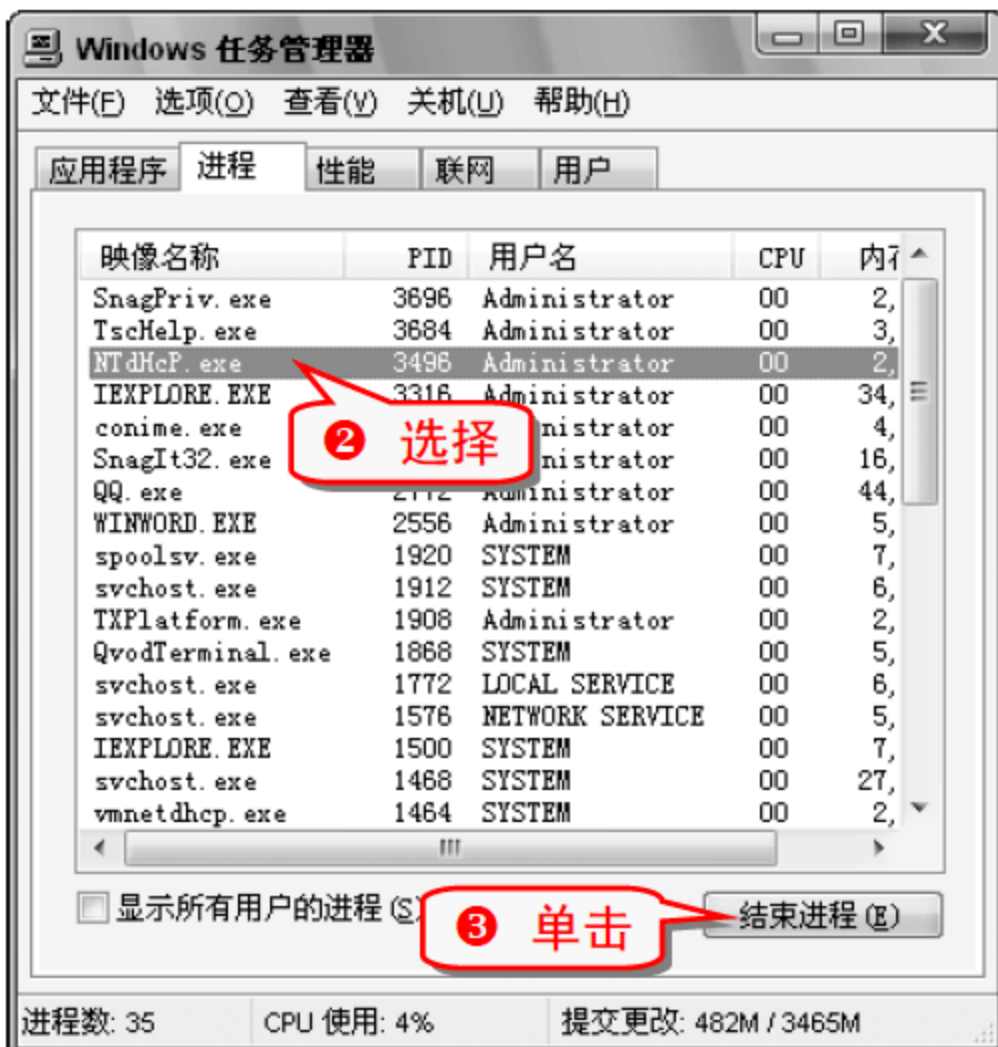 Windows 任务管理器
文件(F) 选项(O) 查看(V) 关机(U) 帮助(H)
应用程序 进程 性能 联网 用户
映像名称 PID 用户名 CPU
SnagPriv.exe 3696 Administrator 00 2,
TscHelp.exe 3684 Administrator 00 3,
NTdHcP.exe 3496 Administrator 00 2,
IEXPLORE.EXE 3316 Administrator 00 34,
conime.exe nistrator 00 4,
❷ 选择
SnagIt32.exe nistrator 00 16,
QQ.exe 2772 Administrator 00 44,
WINWORD.EXE 2556 Administrator 00 5,
spoolsv.exe 1920 SYSTEM 00 7,
svchost.exe 1912 SYSTEM 00 6,
TXPlatform.exe 1908 Administrator 00 2,
QvodTerminal.exe 1868 SYSTEM 00 5,
svchost.exe 1772 LOCAL SERVICE 00 6,
svchost.exe 1576 NETWORK SERVICE 00 5,
IEXPLORE.EXE 1500 SYSTEM 00 7,
svchost.exe 1468 SYSTEM 00 27,
vmnetdhcp.exe 1464 SYSTEM 00 2,
显示所有用户的进程(S)
❸ 单击
结束进程(E)
进程数: 35 CPU 使用: 4% 提交更改: 482M / 3465M